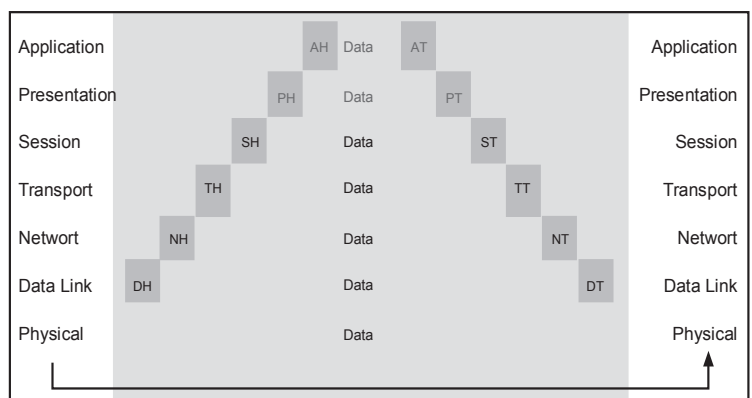 Application AH Data AT Application
Presentation PH Data PT Presentation
Session SH Data ST Session
Transport TH Data TT Transport
Networt NH Data NT Networt
Data Link DH Data DT Data Link
Physical Data Physical